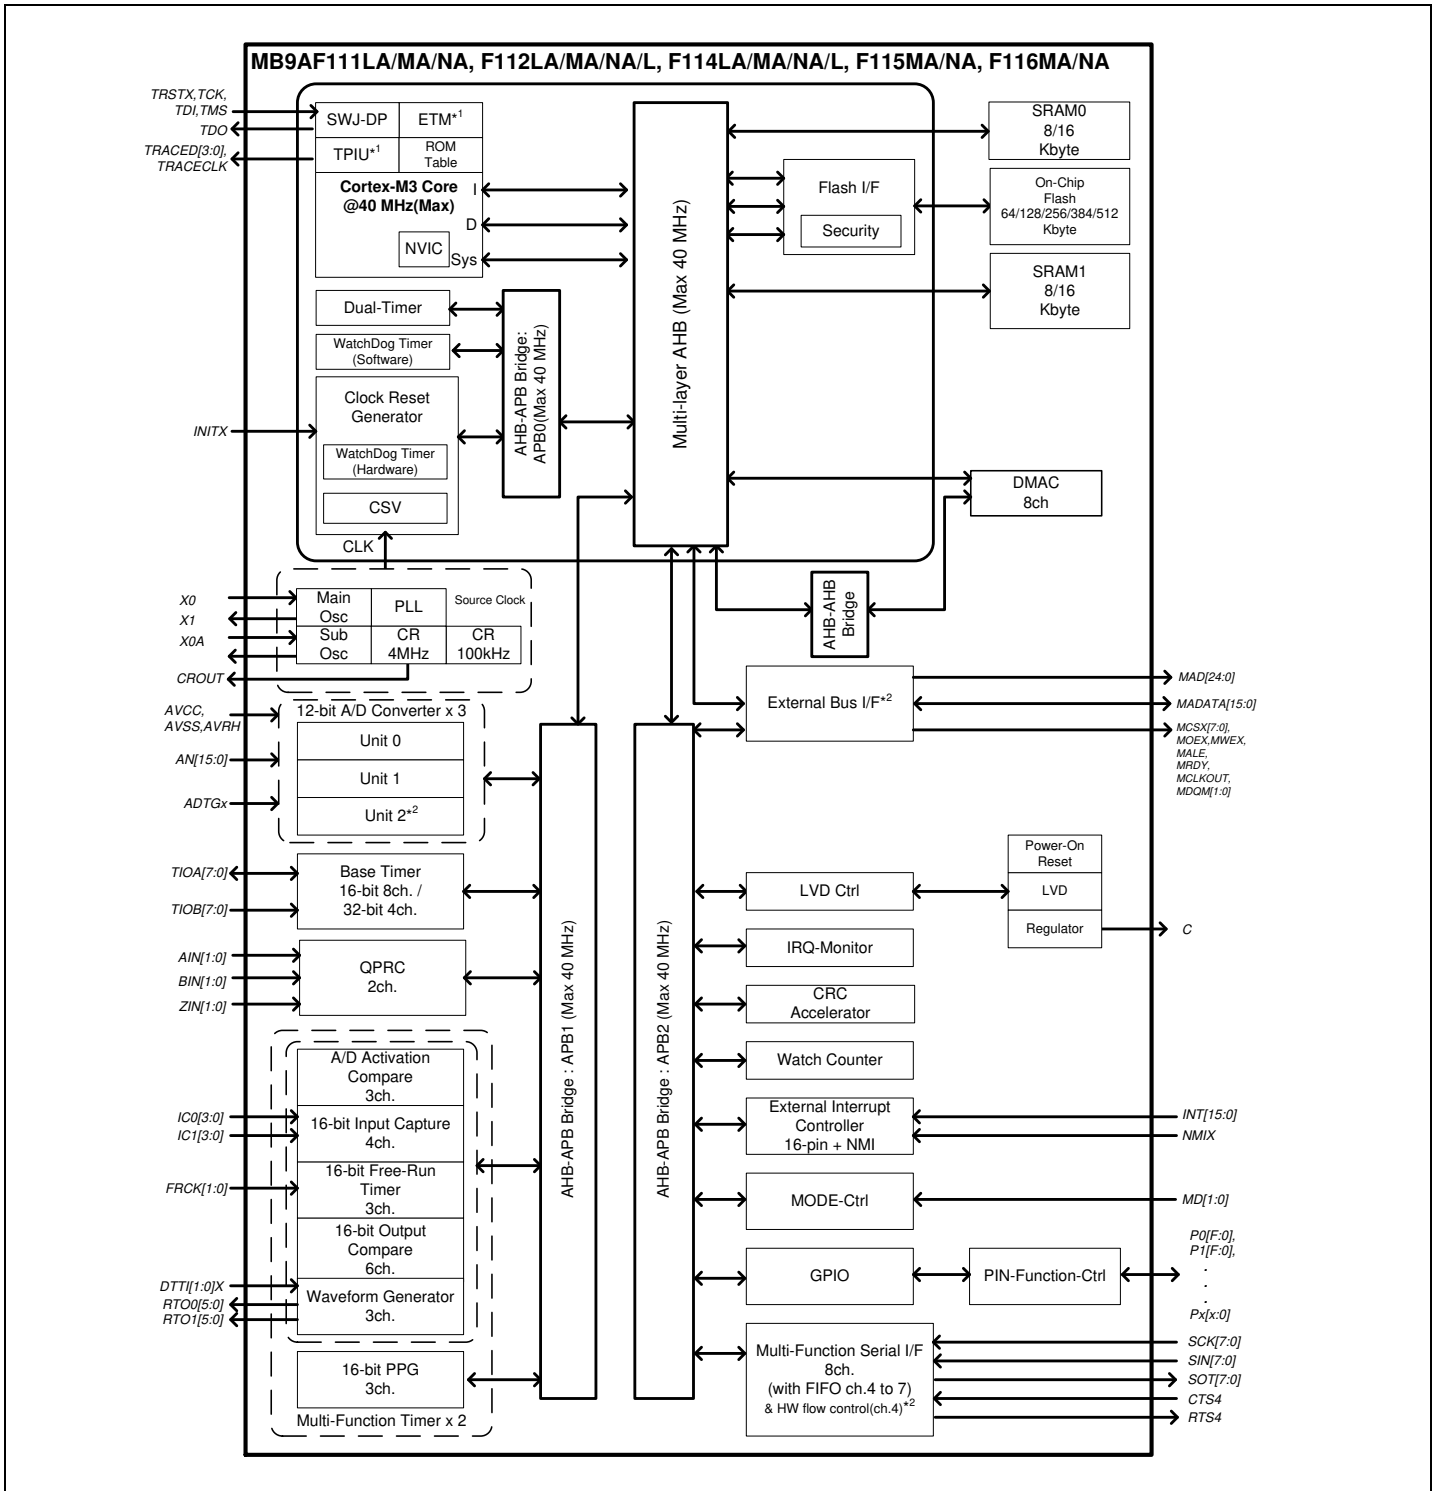 MB9AF111LA/MA/NA, F112LA/MA/NA/L, F114LA/MA/NA/L, F115MA/NA, F116MA/NA
TRSTX,TCK,
TDI,TMS
TDO
TRACED[3:0],
TRACECLK
SWJ-DP
ETM*1
TPIU*1
ROM
Table
Cortex-M3 Core
@40 MHz(Max)
I
D
Sys
NVIC
Dual-Timer
WatchDog Timer
(Software)
Clock Reset
Generator
WatchDog Timer
(Hardware)
CSV
CLK
INITX
AHB-APB Bridge:
APB0(Max 40 MHz)
Multi-layer AHB (Max 40 MHz)
Flash I/F
Security
SRAM0
8/16
Kbyte
On-Chip
Flash
64/128/256/384/512
Kbyte
SRAM1
8/16
Kbyte
DMAC
8ch
AHB-AHB
Bridge
X0
X1
X0A
CROUT
Main
Osc
PLL
Source Clock
Sub
Osc
CR
4MHz
CR
100kHz
AVCC,
AVSS,AVRH
AN[15:0]
ADTGx
12-bit A/D Converter x 3
Unit 0
Unit 1
Unit 2*2
TIOA[7:0]
TIOB[7:0]
Base Timer
16-bit 8ch. /
32-bit 4ch.
AIN[1:0]
BIN[1:0]
ZIN[1:0]
QPRC
2ch.
A/D Activation
Compare
3ch.
IC0[3:0]
IC1[3:0]
16-bit Input Capture
4ch.
FRCK[1:0]
16-bit Free-Run
Timer
3ch.
16-bit Output
Compare
6ch.
DTTI[1:0]X
RTO0[5:0]
RTO1[5:0]
Waveform Generator
3ch.
16-bit PPG
3ch.
Multi-Function Timer x 2
AHB-APB Bridge : APB1 (Max 40 MHz)
AHB-APB Bridge : APB2 (Max 40 MHz)
External Bus I/F*2
MAD[24:0]
MADATA[15:0]
MCSX[7:0],
MOEX,MWEX,
MALE,
MRDY,
MCLKOUT,
MDQM[1:0]
LVD Ctrl
Power-On
Reset
LVD
Regulator
C
IRQ-Monitor
CRC
Accelerator
Watch Counter
External Interrupt
Controller
16-pin + NMI
INT[15:0]
NMIX
MODE-Ctrl
MD[1:0]
GPIO
PIN-Function-Ctrl
P0[F:0],
P1[F:0],
.
.
.
Px[x:0]
Multi-Function Serial I/F
8ch.
(with FIFO ch.4 to 7)
& HW flow control(ch.4)*2
SCK[7:0]
SIN[7:0]
SOT[7:0]
CTS4
RTS4